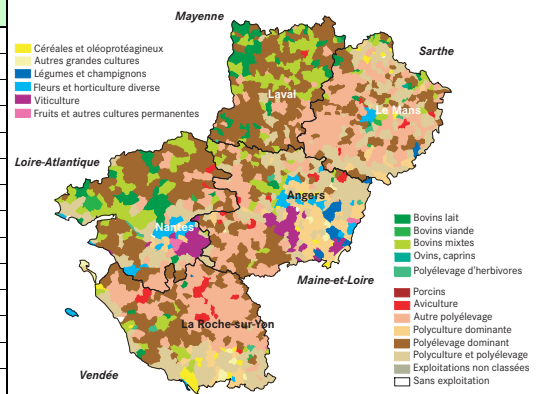 Mayenne
Sarthe
Céréales et oléoprotéagineux
Autres grandes cultures
Légumes et champignons
Fleurs et horticulture diverse
Viticulture
Fruits et autres cultures permanentes
Laval
Le Mans
Loire-Atlantique
Angers
Nantes
Maine-et-Loire
La Roche-sur-Yon
Vendée
Bovins lait
Bovins viande
Bovins mixtes
Ovins, caprins
Polyélevage d'herbivores
Porcins
Aviculture
Autre polyélevage
Polyculture dominante
Polyélevage dominant
Polyculture et polyélevage
Exploitations non classées
Sans exploitation